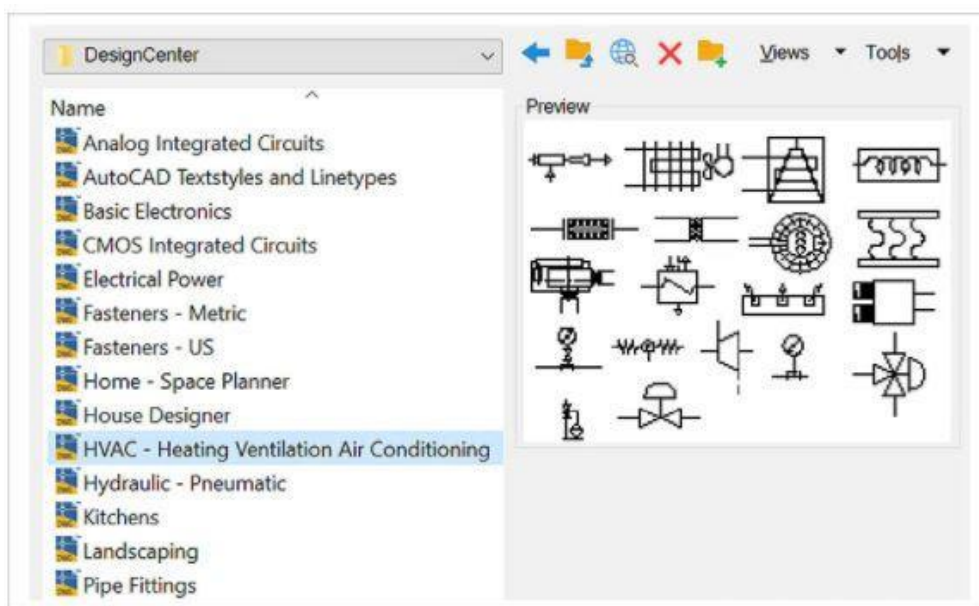 DesignCenter
Views
Tools
Name
Analog Integrated Circuits
AutoCAD Textstyles and Linetypes
Basic Electronics
CMOS Integrated Circuits
Electrical Power
Fasteners - Metric
Fasteners - US
Home - Space Planner
House Designer
HVAC - Heating Ventilation Air Conditioning
Hydraulic - Pneumatic
Kitchens
Landscaping
Pipe Fittings
Preview